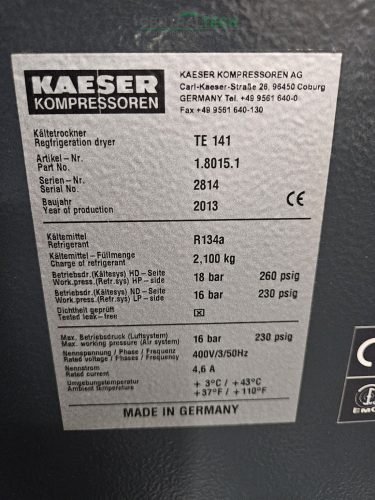 KAESER
KOMPRESSOREN
KAESER KOMPRESSOREN AG
Carl-Kaeser-Straße 26, 96450 Coburg
GERMANY Tel. +49 9561 640-0
Fax +49 9561 640-130
Kältetrockner
Regfrigeration dryer TE 141
Artikel-Nr.
Part No. 1.8015.1
Serien-Nr.
Serial No. 2814
Baujahr
Year of production 2013 CE
Kältemittel
Refrigerant R134a
Kältemittel-Füllmenge
Charge of refrigerant 2,100 kg
Betriebsdr.(Kältesys) HD-Seite
Work.press.(Refr.sys) HP-side 18 bar 260 psig
Betriebsdr.(Kältesys) ND-Seite
Work.press.(Refr.sys) LP-side 16 bar 230 psig
Dichtheit geprüft
Tested leak-free ☒
Max. Betriebsdruck (Luftsystem)
Max. working pressure (Air system) 16 bar 230 psig
Nennspannung / Phase / Frequenz
Rated voltage / Phases / Frequency 400V/3/50Hz
Nennstrom
Rated current 4,6 A
Umgebungstemperatur
Ambient temperature + 3°C / +43°C
+37°F / +110°F
MADE IN GERMANY